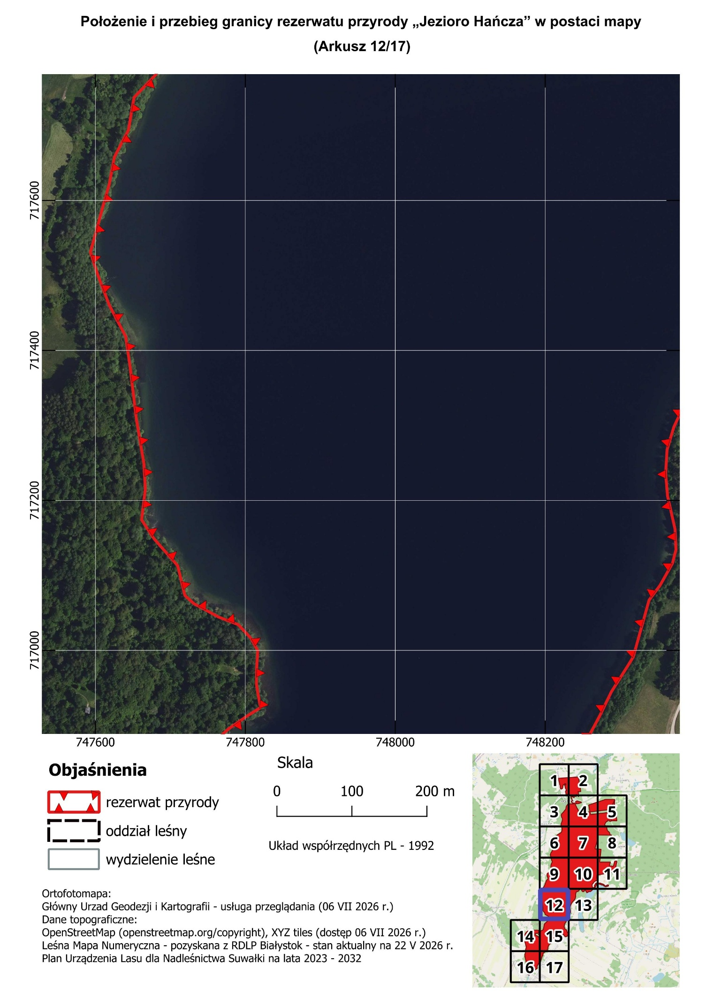 Położenie i przebieg granicy rezerwatu przyrody „Jezioro Hańcza” w postaci mapy
(Arkusz 12/17)
717600
717400
717200
717000
747600
747800
748000
748200
Objaśnienia
rezerwat przyrody
oddział leśny
wydzielenie leśne
Skala
0 100 200 m
Układ współrzędnych PL - 1992
1 2
3 4 5
6 7 8
9 10 11
12 13
14 15
16 17
Ortofotomapa:
Główny Urzad Geodezji i Kartografii - usługa przeglądania (06 VII 2026 r.)
Dane topograficzne:
OpenStreetMap (openstreetmap.org/copyright), XYZ tiles (dostęp 06 VII 2026 r.)
Leśna Mapa Numeryczna - pozyskana z RDLP Białystok - stan aktualny na 22 V 2026 r.
Plan Urządzenia Lasu dla Nadleśnictwa Suwałki na lata 2023 - 2032